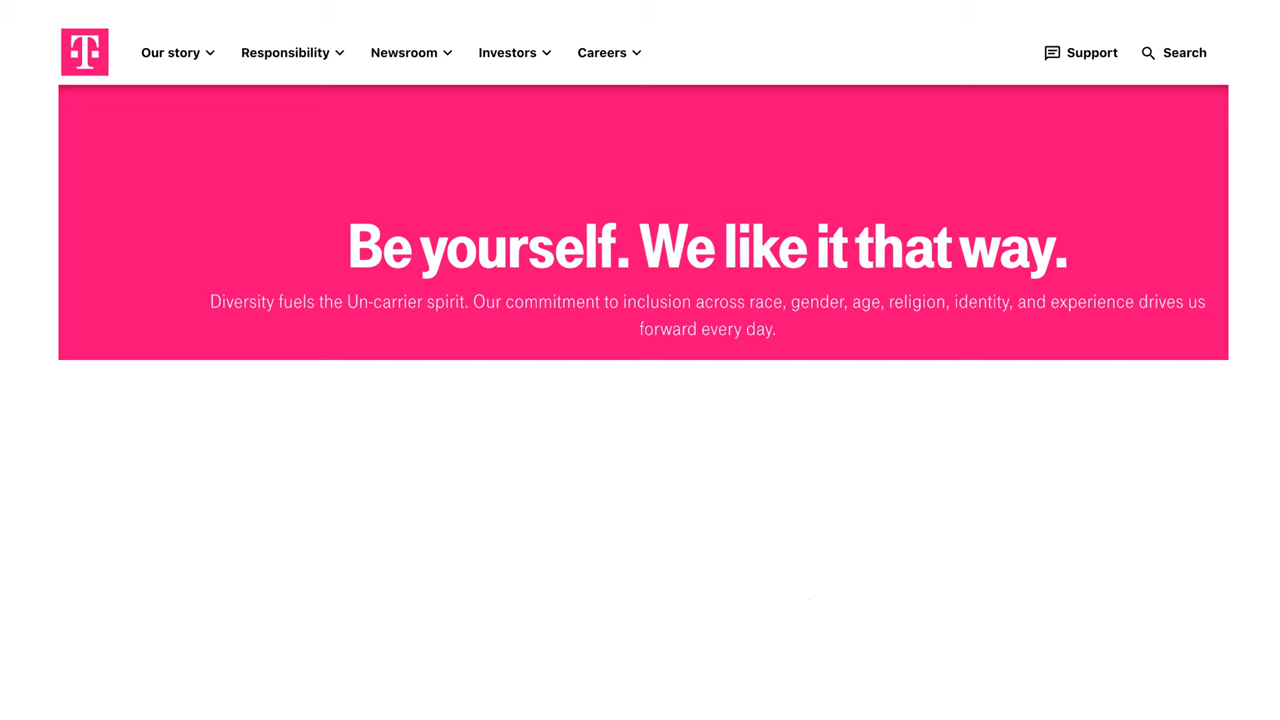 T
Our story Responsibility Newsroom Investors Careers Support Search
Be yourself. We like it that way.
Diversity fuels the Un-carrier spirit. Our commitment to inclusion across race, gender, age, religion, identity, and experience drives us
forward every day.